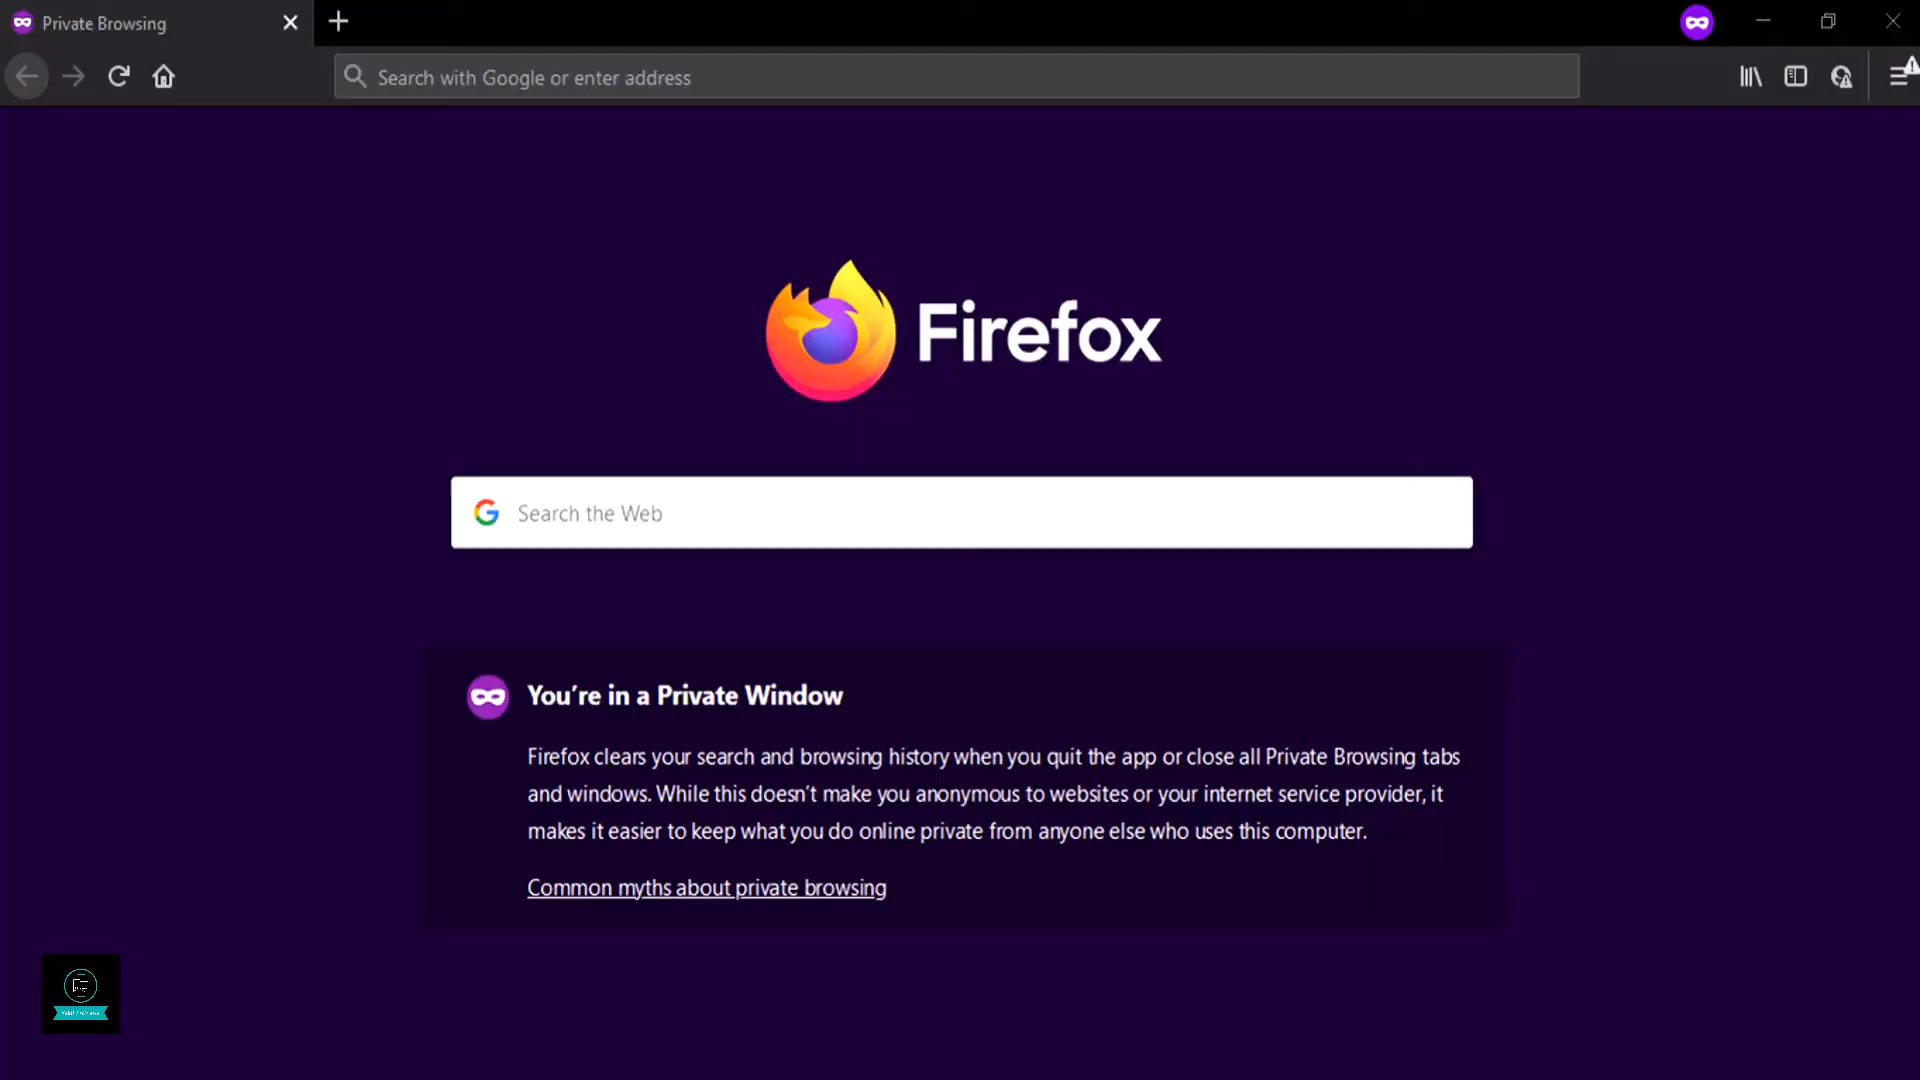 Private Browsing
Search with Google or enter address
Firefox
Search the Web
You're in a Private Window
Firefox clears your search and browsing history when you quit the app or close all Private Browsing tabs
and windows. While this doesn't make you anonymous to websites or your internet service provider, it
makes it easier to keep what you do online private from anyone else who uses this computer.
Common myths about private browsing